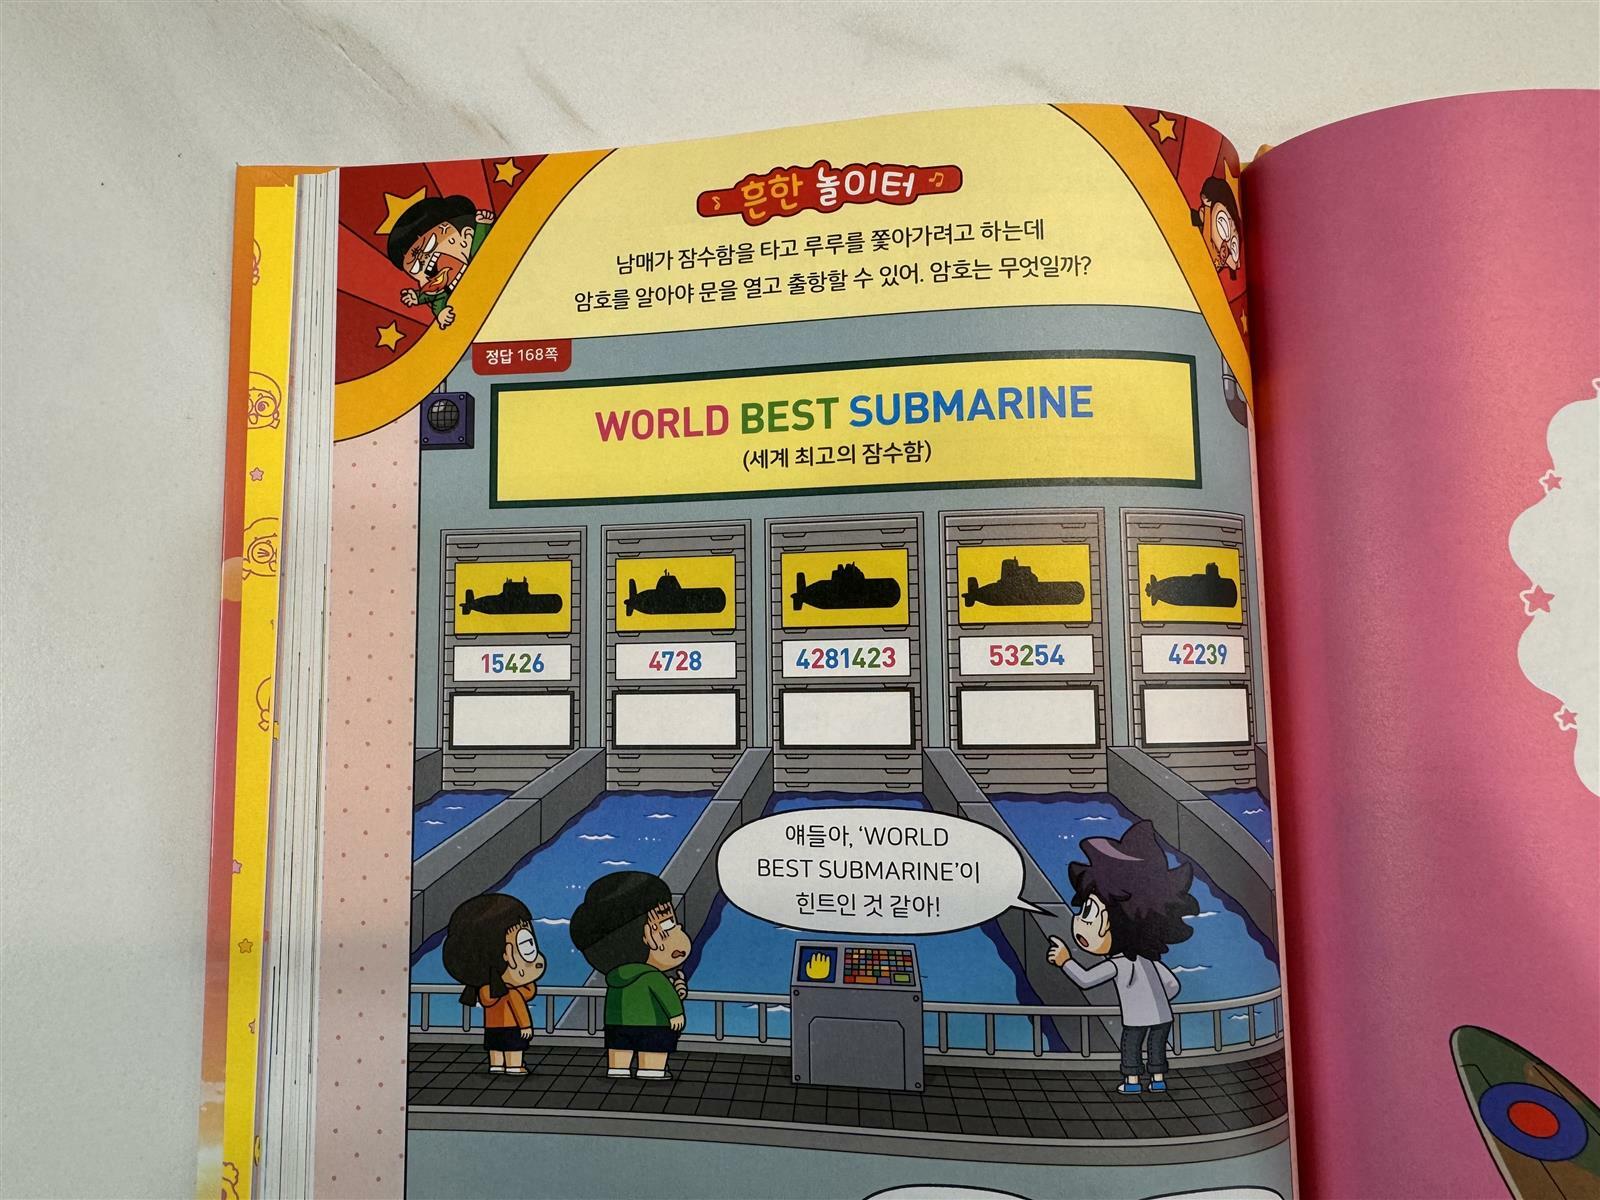 흔한 놀이터
남매가 잠수함을 타고 루루를 쫓아가려고 하는데
암호를 알아야 문을 열고 출항할 수 있어. 암호는 무엇일까?
정답 168쪽
WORLD BEST SUBMARINE
(세계 최고의 잠수함)
15426
4728
4281423
53254
42239
얘들아, ‘WORLD
BEST SUBMARINE’이
힌트인 것 같아!